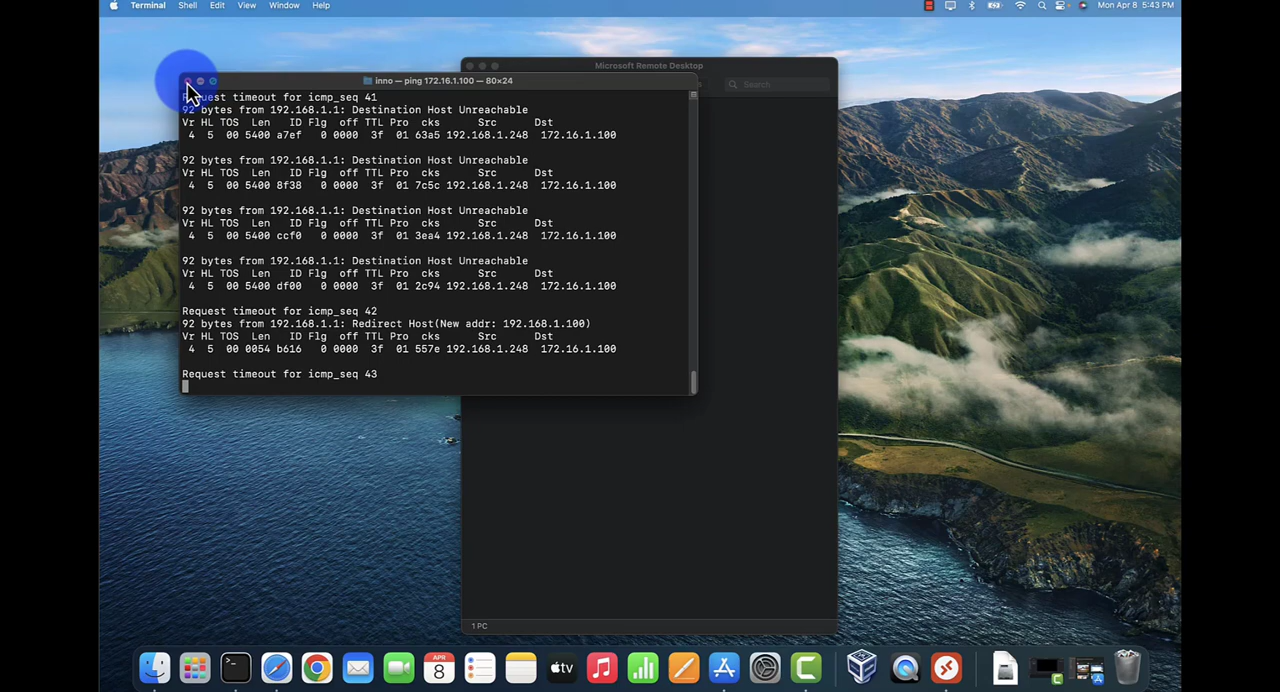 Terminal Shell Edit View Window Help Mon Apr 8 5:43 PM
Microsoft Remote Desktop
inno — ping 172.16.1.100 — 80×24
Search
Request timeout for icmp_seq 41
92 bytes from 192.168.1.1: Destination Host Unreachable
Vr HL TOS Len ID Flg off TTL Pro cks Src Dst
4 5 00 5400 a7ef 0 0000 3f 01 63a5 192.168.1.248 172.16.1.100
92 bytes from 192.168.1.1: Destination Host Unreachable
Vr HL TOS Len ID Flg off TTL Pro cks Src Dst
4 5 00 5400 8f38 0 0000 3f 01 7c5c 192.168.1.248 172.16.1.100
92 bytes from 192.168.1.1: Destination Host Unreachable
Vr HL TOS Len ID Flg off TTL Pro cks Src Dst
4 5 00 5400 ccf0 0 0000 3f 01 3ea4 192.168.1.248 172.16.1.100
92 bytes from 192.168.1.1: Destination Host Unreachable
Vr HL TOS Len ID Flg off TTL Pro cks Src Dst
4 5 00 5400 df00 0 0000 3f 01 2c94 192.168.1.248 172.16.1.100
Request timeout for icmp_seq 42
92 bytes from 192.168.1.1: Redirect Host(New addr: 192.168.1.100)
Vr HL TOS Len ID Flg off TTL Pro cks Src Dst
4 5 00 0054 b616 0 0000 3f 01 557e 192.168.1.248 172.16.1.100
Request timeout for icmp_seq 43
1 PC
APR
8
tv